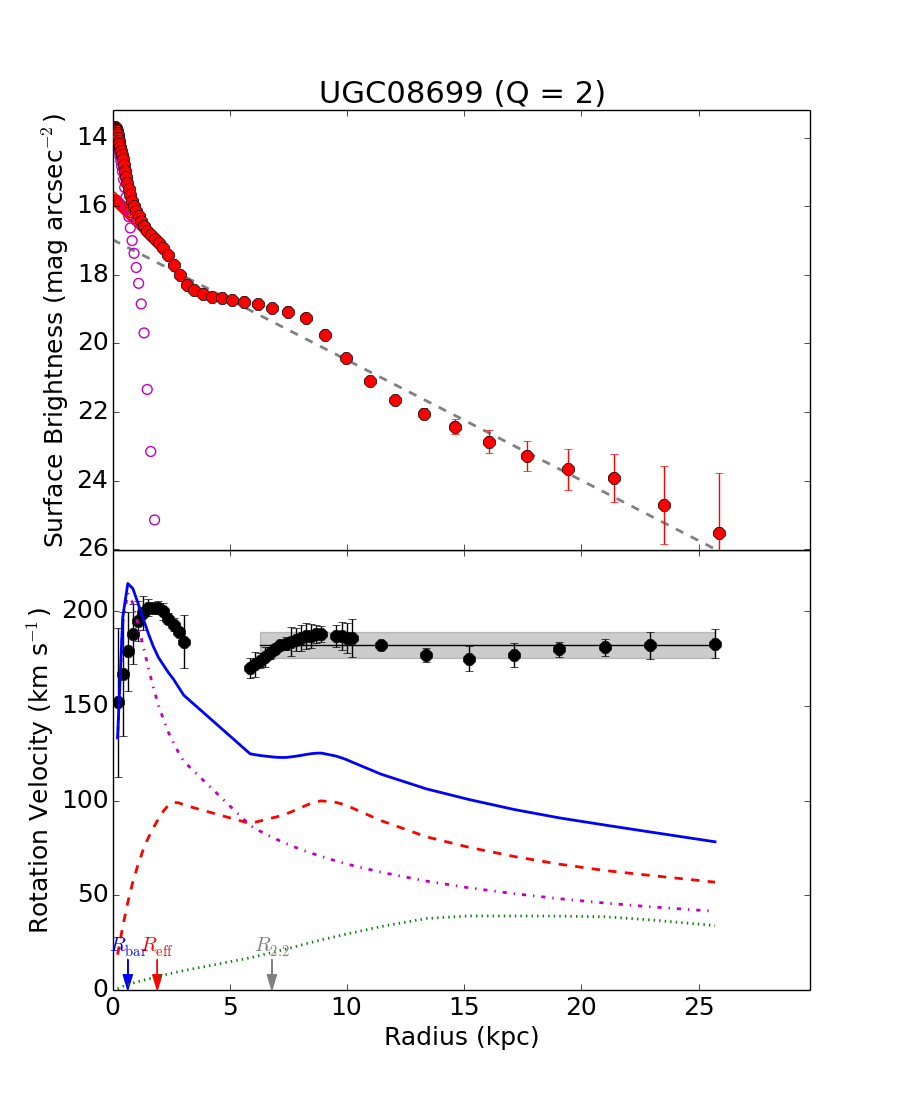 UGC08699 (Q = 2)
Surface Brightness (mag arcsec⁻²)
14
16
18
20
22
24
26
Rotation Velocity (km s⁻¹)
200
150
100
50
0
R_bar
R_eff
R_2.2
0 5 10 15 20 25
Radius (kpc)